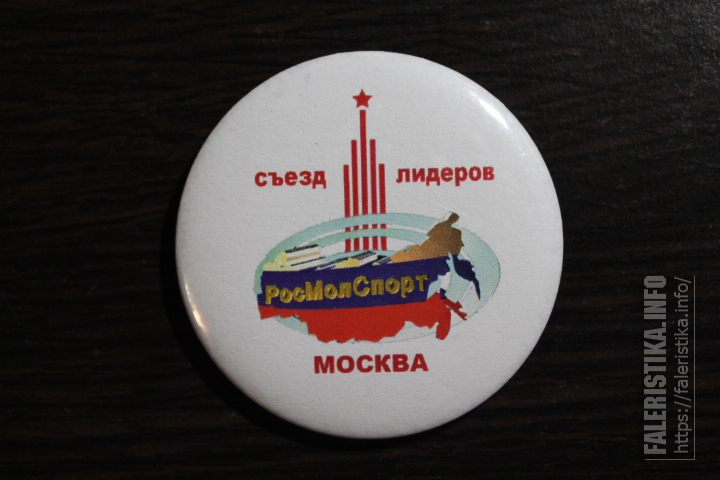 съезд лидеров
РосМолСпорт
МОСКВА
FALERISTIKA.INFO
https://faleristika.info/